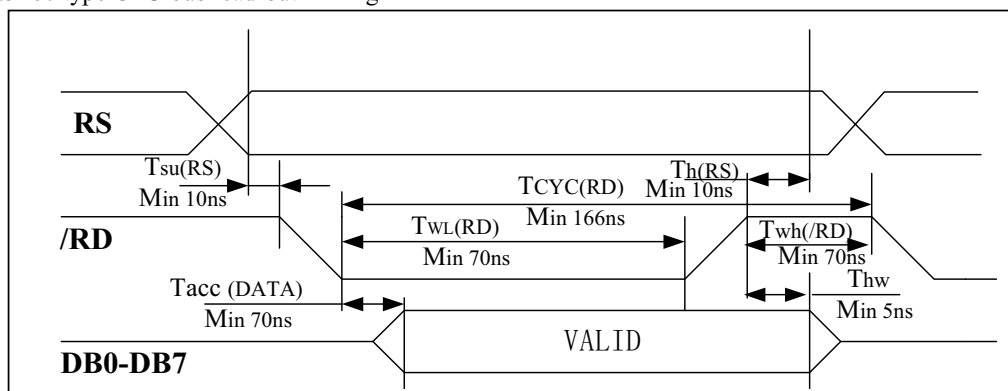 RS
Tsu(RS)
Min 10ns
Th(RS)
Min 10ns
TCYC(RD)
Min 166ns
/RD
TWL(RD)
Min 70ns
Twh(/RD)
Min 70ns
Tacc (DATA)
Min 70ns
Thw
Min 5ns
VALID
DB0-DB7